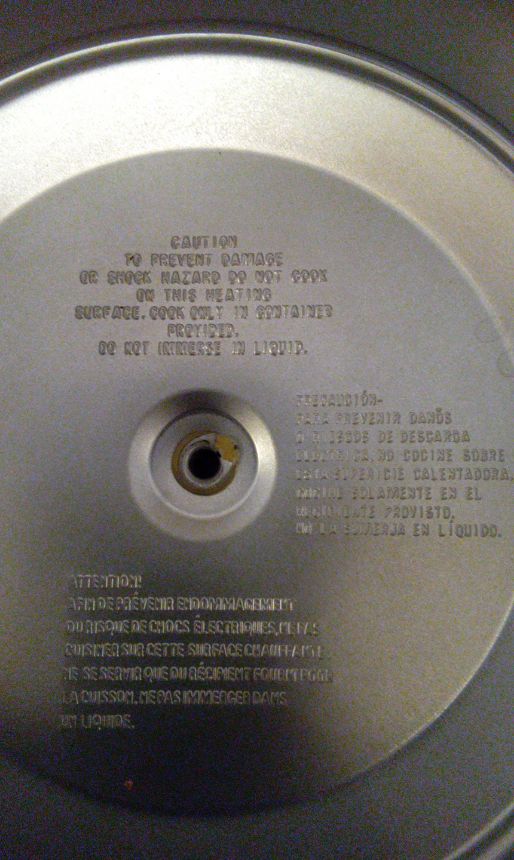 CAUTION
TO PREVENT DAMAGE
OR SHOCK HAZARD DO NOT COOK
ON THIS HEATING
SURFACE. COOK ONLY IN CONTAINER
PROVIDED.
DO NOT IMMERSE IN LIQUID.
PRECAUCIÓN-
PARA PREVENIR DAÑOS
O RIESGOS DE DESCARGA
ELECTRICA, NO COCINE SOBRE
ESTA SUPERFICIE CALENTADORA.
COCINE SOLAMENTE EN EL
RECIPIENTE PROVISTO.
NO LA SUMERJA EN LÍQUIDO.
ATTENTION!
AFIN DE PRÉVENIR ENDOMMAGEMENT
OU RISQUE DE CHOCS ÉLECTRIQUES, NE PAS
CUISINER SUR CETTE SURFACE CHAUFFANTE.
NE SE SERVIR QUE DU RÉCIPIENT FOURNI POUR
LA CUISSON. NE PAS IMMERGER DANS
UN LIQUIDE.